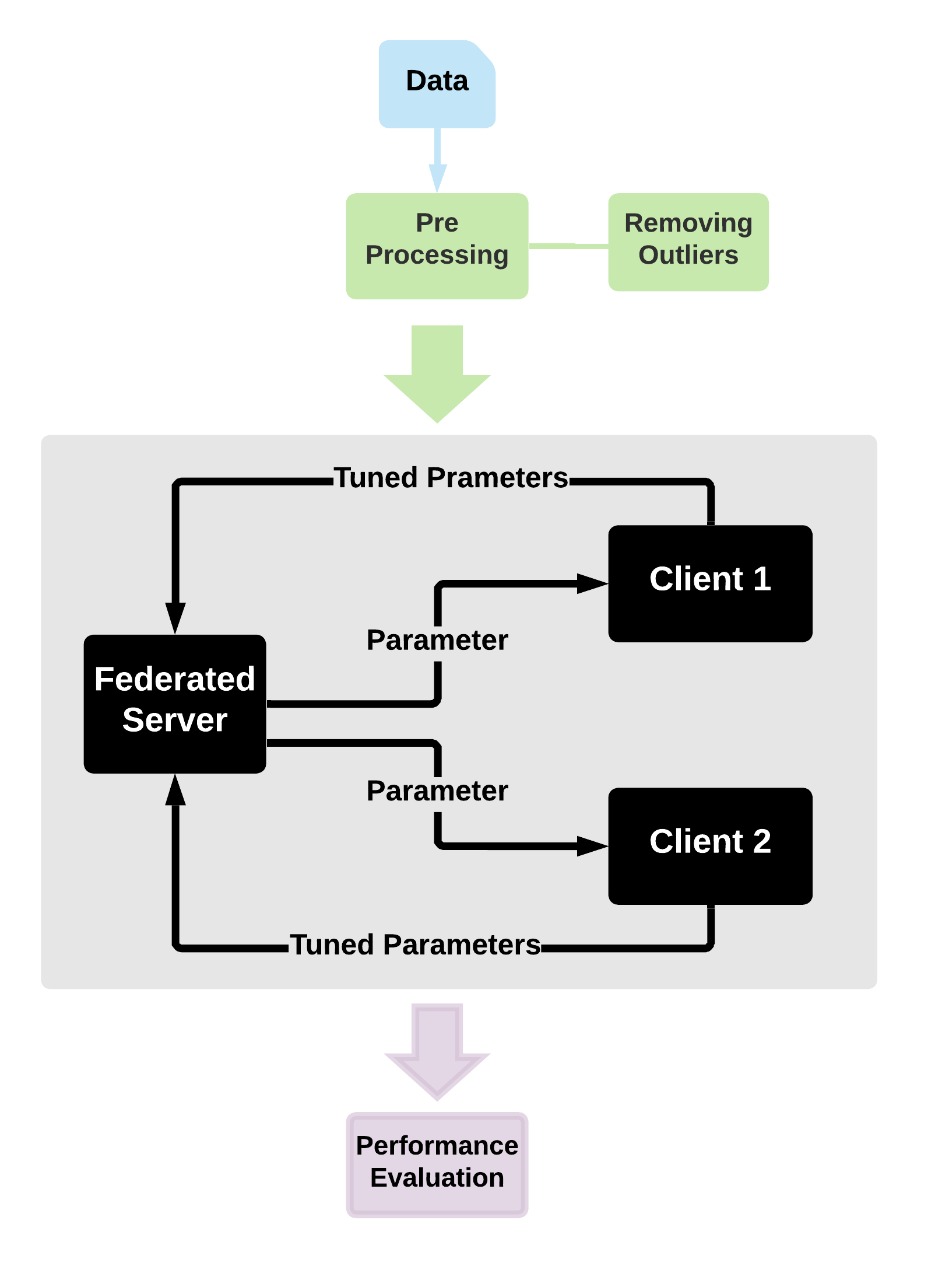 Data
Pre
Processing
Removing
Outliers
Tuned Prameters
Client 1
Parameter
Federated
Server
Parameter
Client 2
Tuned Parameters
Performance
Evaluation